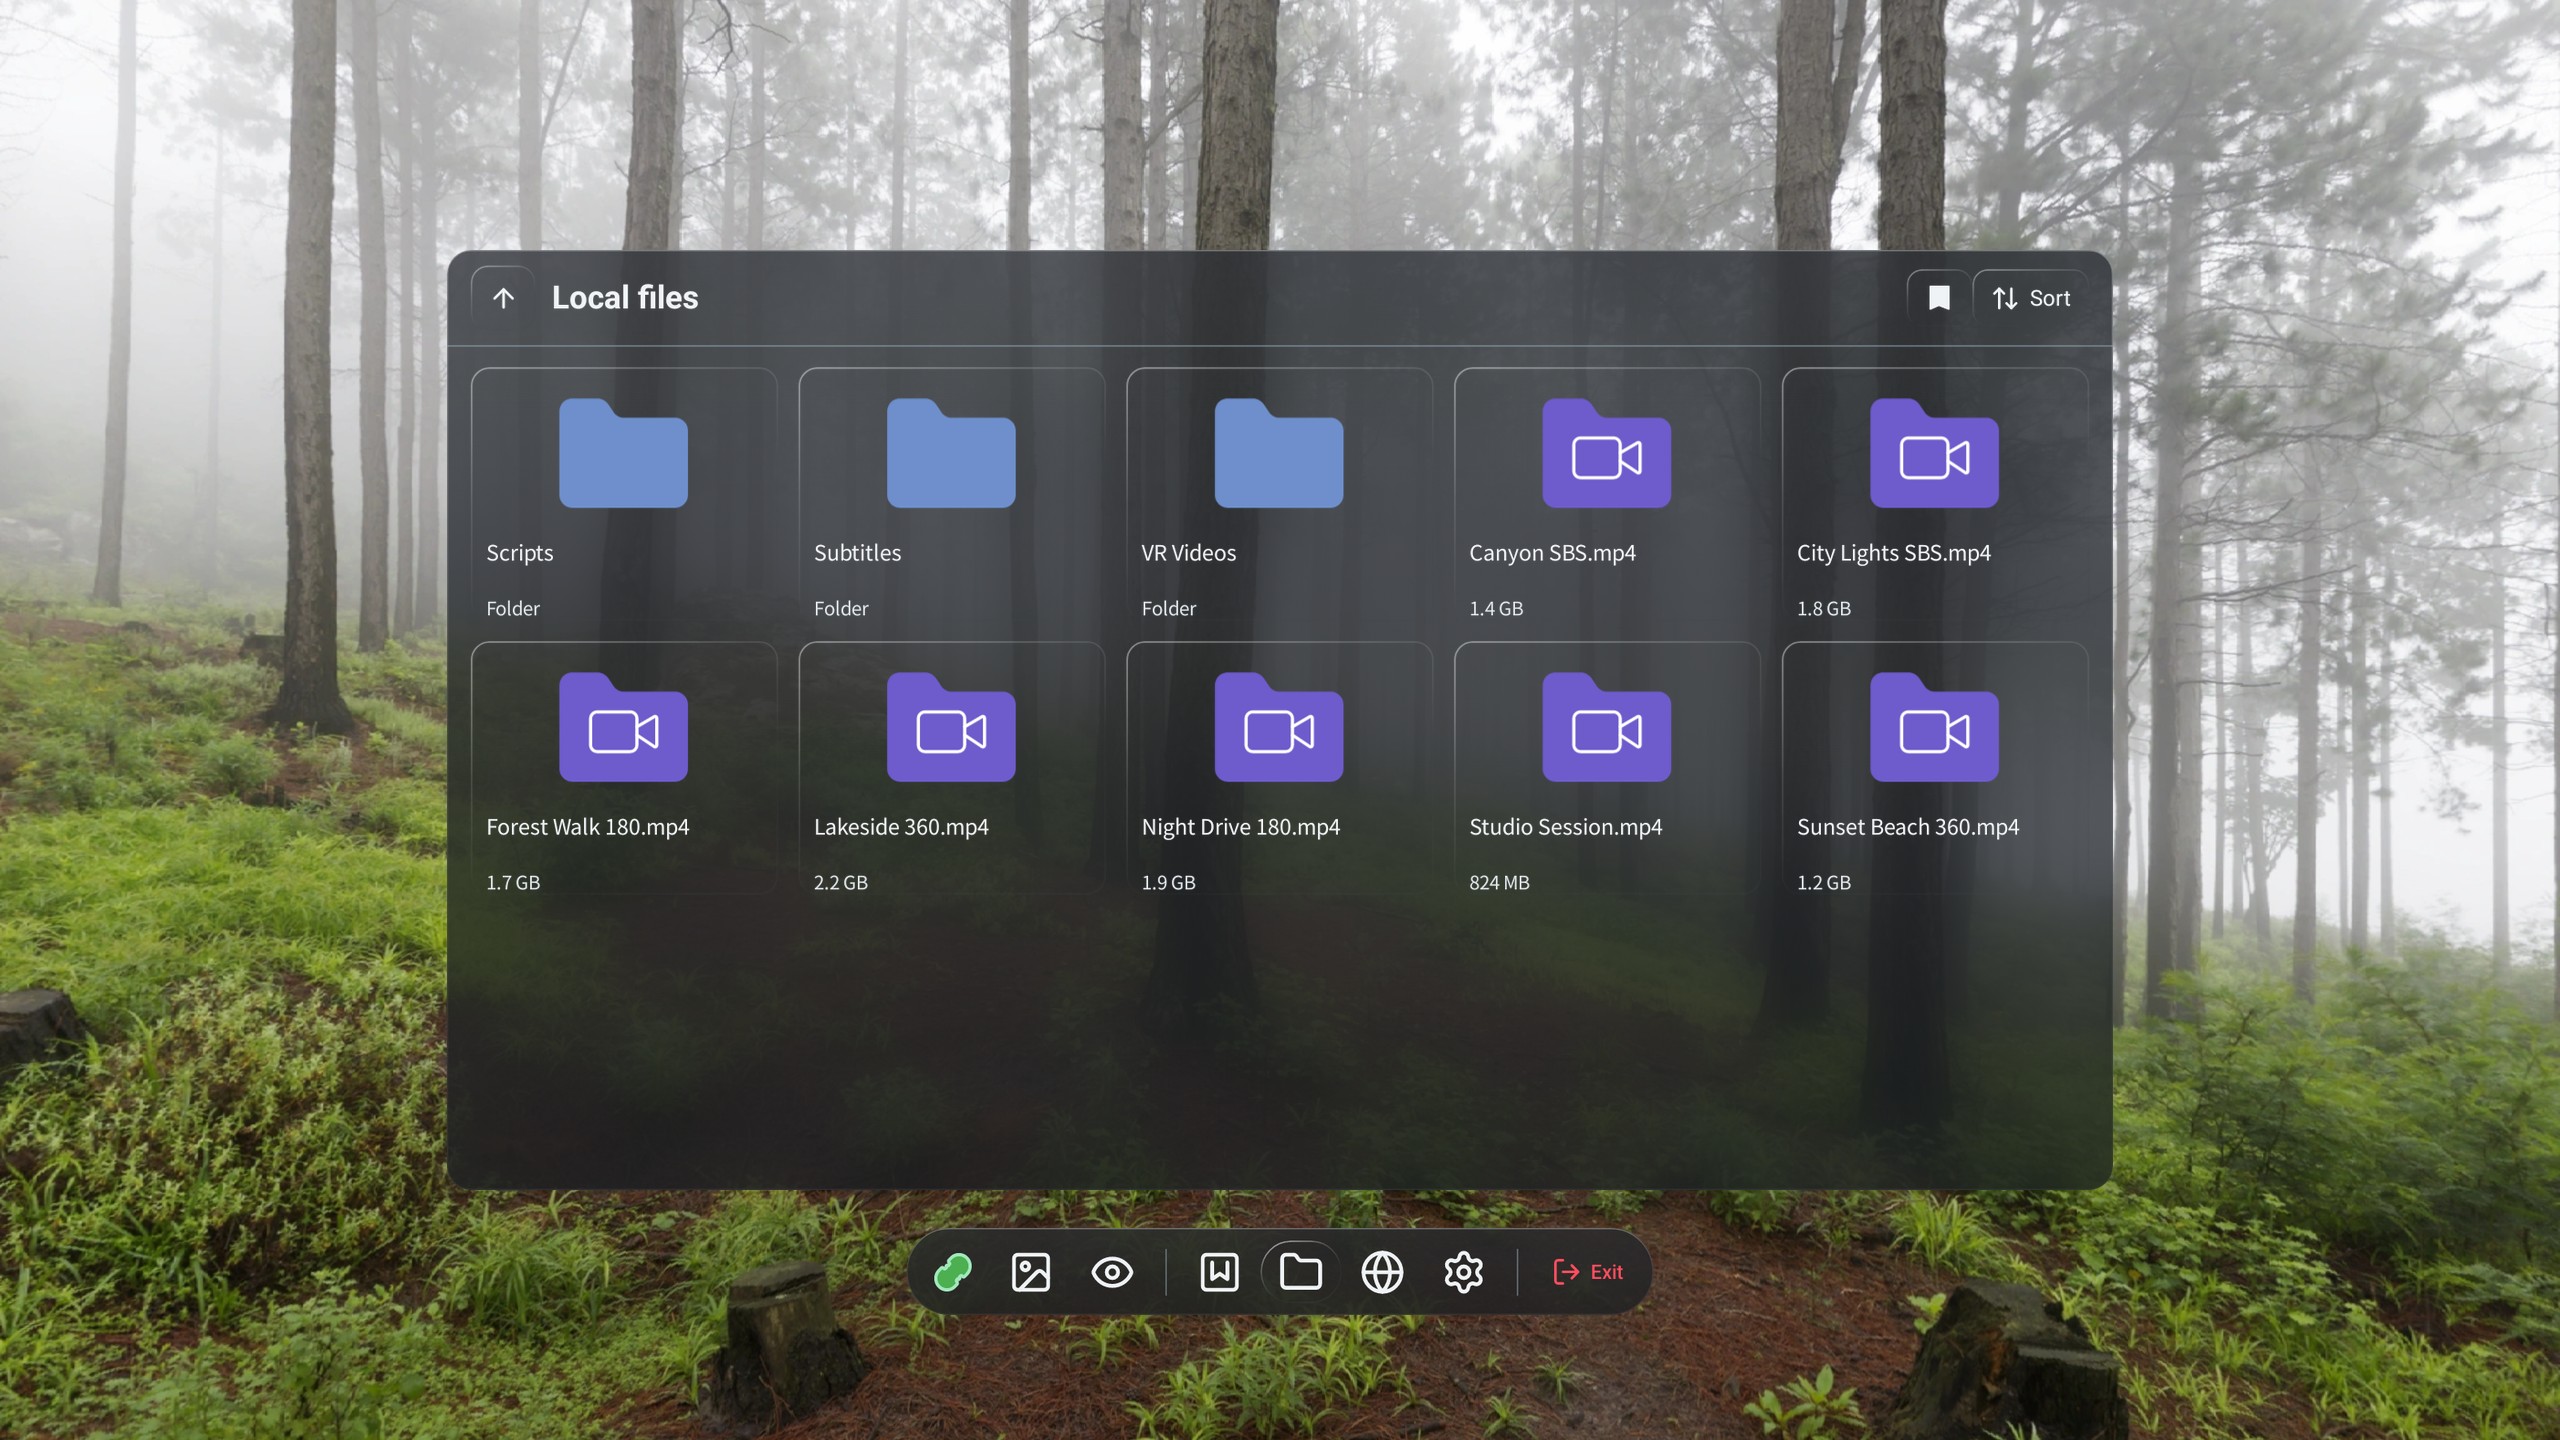 Local files
Sort
Scripts
Folder
Subtitles
Folder
VR Videos
Folder
Canyon SBS.mp4
1.4 GB
City Lights SBS.mp4
1.8 GB
Forest Walk 180.mp4
1.7 GB
Lakeside 360.mp4
2.2 GB
Night Drive 180.mp4
1.9 GB
Studio Session.mp4
824 MB
Sunset Beach 360.mp4
1.2 GB
Exit